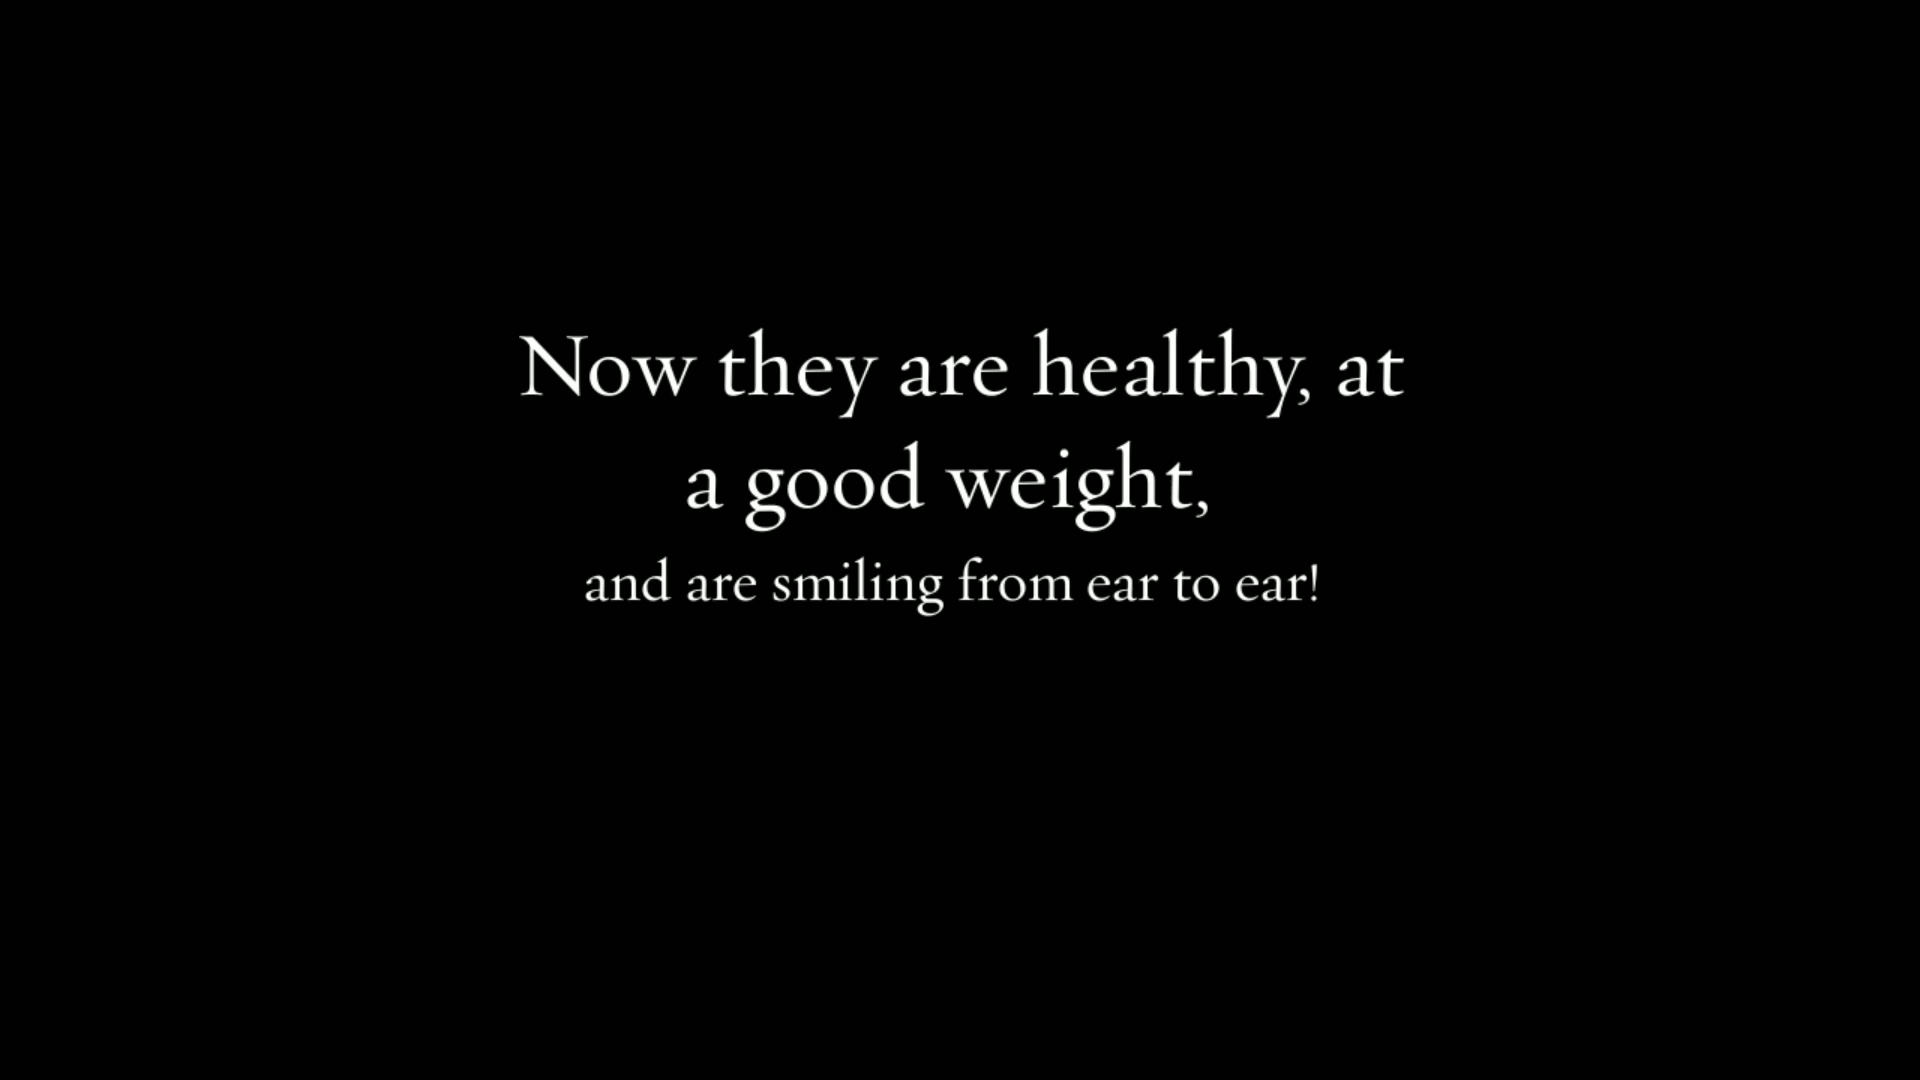 Now they are healthy, at
a good weight,
and are smiling from ear to ear!